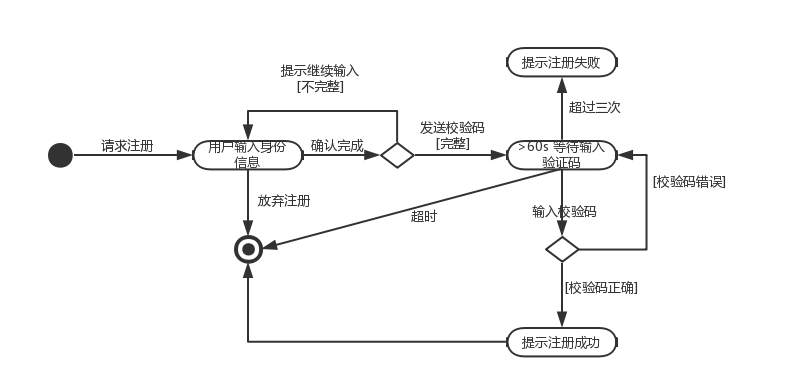 提示注册失败
提示继续输入
[不完整]
超过三次
发送校验码
[完整]
请求注册
用户输入身份
信息
确认完成
>60s 等待输入
验证码
[校验码错误]
放弃注册
超时
输入校验码
[校验码正确]
提示注册成功